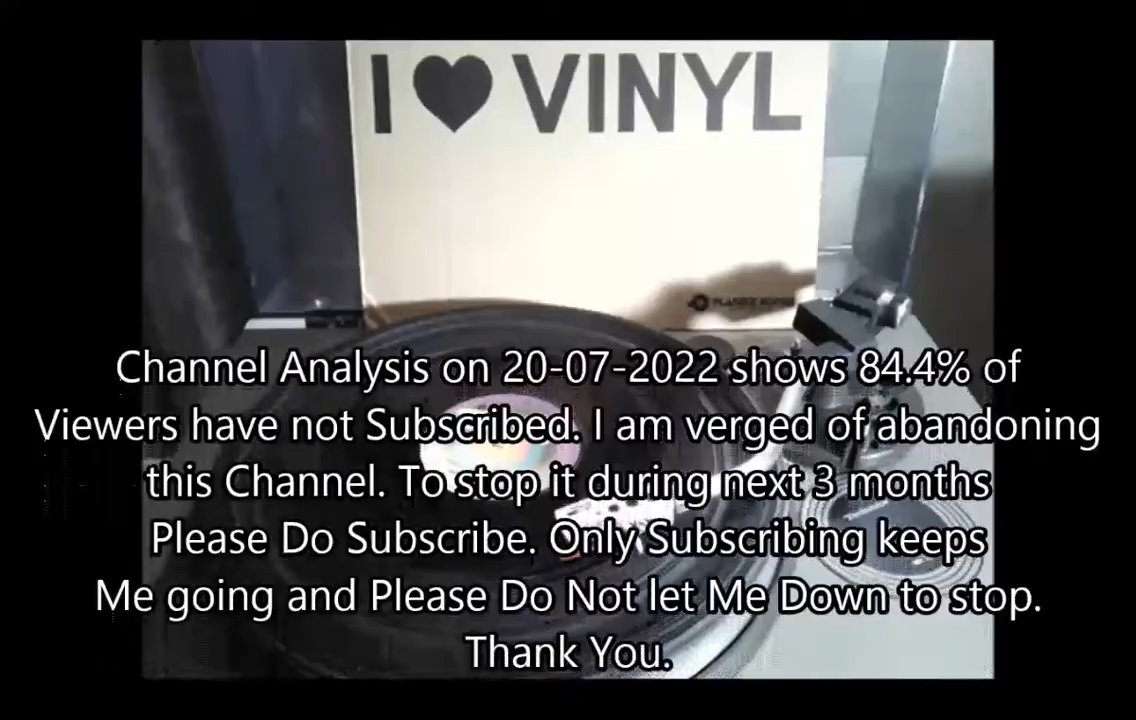 I ♥ VINYL
Channel Analysis on 20-07-2022 shows 84.4% of
Viewers have not Subscribed. I am verged of abandoning
this Channel. To stop it during next 3 months
Please Do Subscribe. Only Subscribing keeps
Me going and Please Do Not let Me Down to stop.
Thank You.